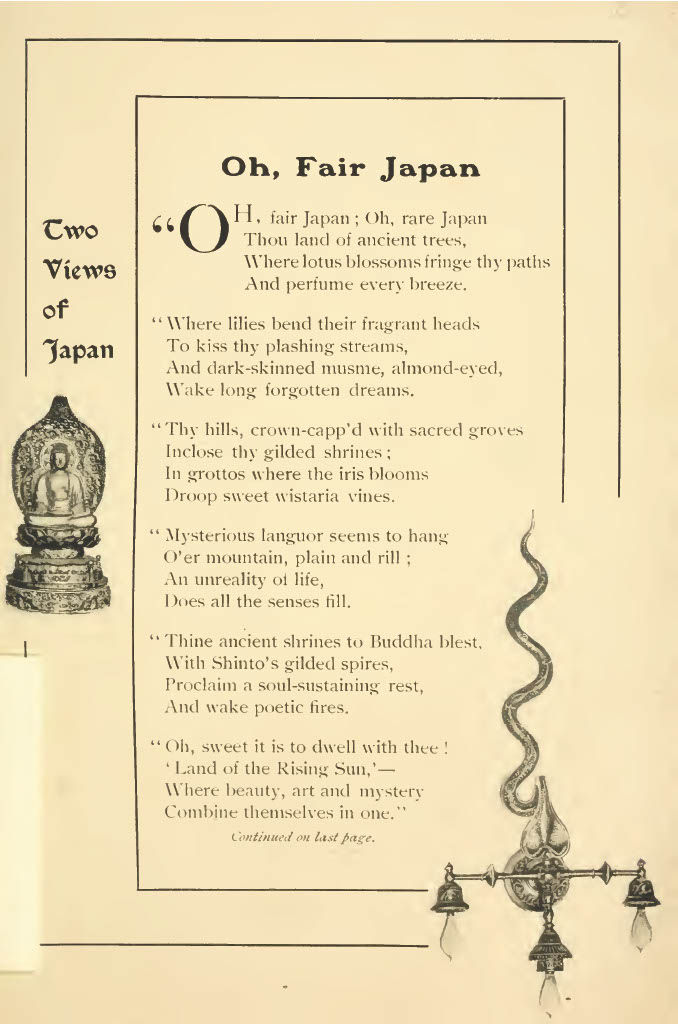 Two
Views
of
Japan
Oh, Fair Japan
“OH, fair Japan ; Oh, rare Japan
Thou land of ancient trees,
Where lotus blossoms fringe thy paths
And perfume every breeze.
“ Where lilies bend their fragrant heads
To kiss thy plashing streams,
And dark-skinned musme, almond-eyed,
Wake long forgotten dreams.
“ Thy hills, crown-capp’d with sacred groves
Inclose thy gilded shrines ;
In grottos where the iris blooms
Droop sweet wistaria vines.
“ Mysterious languor seems to hang
O’er mountain, plain and rill ;
An unreality of life,
Does all the senses fill.
“ Thine ancient shrines to Buddha blest,
With Shinto’s gilded spires,
Proclaim a soul-sustaining rest,
And wake poetic fires.
“ Oh, sweet it is to dwell with thee !
‘ Land of the Rising Sun,’—
Where beauty, art and mystery
Combine themselves in one.”
Continued on last page.